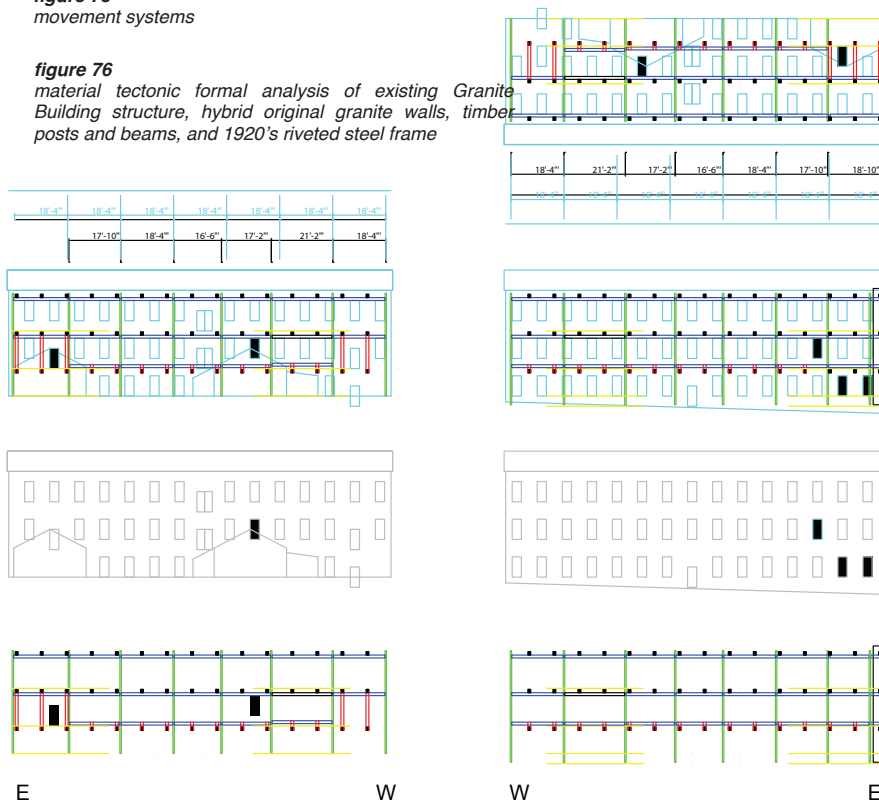 movement systems
figure 76
material tectonic formal analysis of existing Granite
Building structure, hybrid original granite walls, timber
posts and beams, and 1920's riveted steel frame
18'-4"' 21'-2"' 17'-2"' 16'-6"' 18'-4"' 17'-10"' 18'-10"
18'-4"' 18'-4"' 18'-4"' 18'-4"' 18'-4"' 18'-4"' 18'-4"'
17'-10"' 18'-4"' 16'-6"' 17'-2"' 21'-2"' 18'-4"'
E W W E